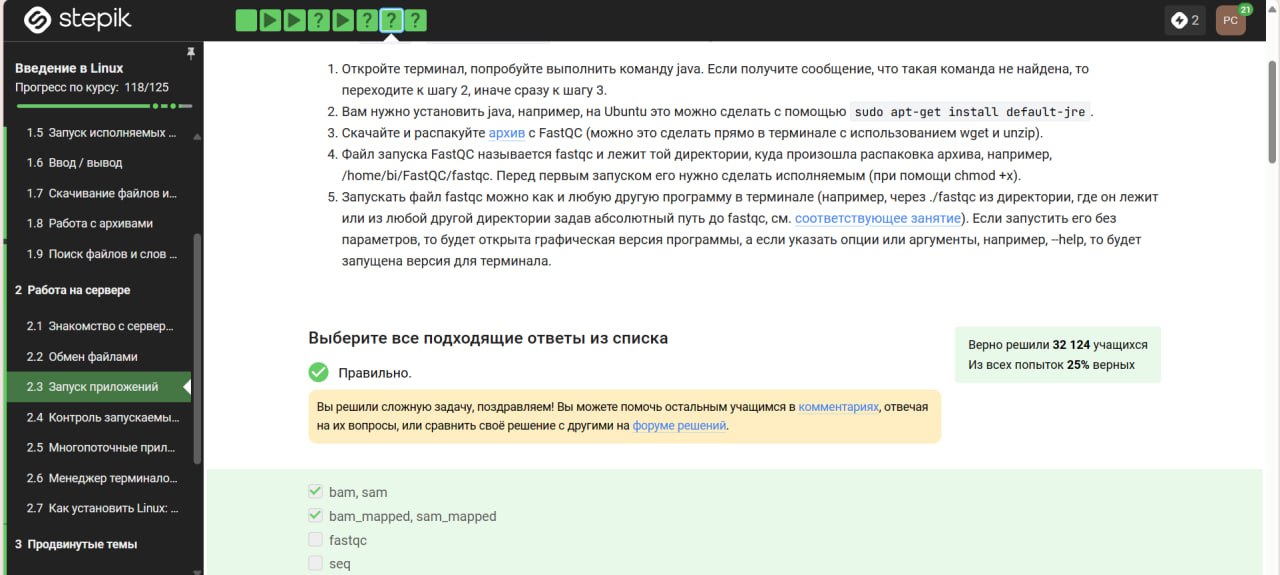 stepik
? ? ? ?
2
РС
21
Введение в Linux
Прогресс по курсу: 118/125
1.5 Запуск исполняемых ...
1.6 Ввод / вывод
1.7 Скачивание файлов и...
1.8 Работа с архивами
1.9 Поиск файлов и слов ...
2 Работа на сервере
2.1 Знакомство с сервер...
2.2 Обмен файлами
2.3 Запуск приложений
2.4 Контроль запускаемы...
2.5 Многопоточные прил...
2.6 Менеджер терминало...
2.7 Как установить Linux: ...
3 Продвинутые темы
1. Откройте терминал, попробуйте выполнить команду java. Если получите сообщение, что такая команда не найдена, то
переходите к шагу 2, иначе сразу к шагу 3.
2. Вам нужно установить java, например, на Ubuntu это можно сделать с помощью sudo apt-get install default-jre .
3. Скачайте и распакуйте архив с FastQC (можно это сделать прямо в терминале с использованием wget и unzip).
4. Файл запуска FastQC называется fastqc и лежит той директории, куда произошла распаковка архива, например,
/home/bi/FastQC/fastqc. Перед первым запуском его нужно сделать исполняемым (при помощи chmod +x).
5. Запускать файл fastqc можно как и любую другую программу в терминале (например, через ./fastqc из директории, где он лежит
или из любой другой директории задав абсолютный путь до fastqc, см. соответствующее занятие). Если запустить его без
параметров, то будет открыта графическая версия программы, а если указать опции или аргументы, например, --help, то будет
запущена версия для терминала.
Выберите все подходящие ответы из списка
Верно решили 32 124 учащихся
Из всех попыток 25% верных
Правильно.
Вы решили сложную задачу, поздравляем! Вы можете помочь остальным учащимся в комментариях, отвечая
на их вопросы, или сравнить своё решение с другими на форуме решений.
bam, sam
bam_mapped, sam_mapped
fastqc
seq